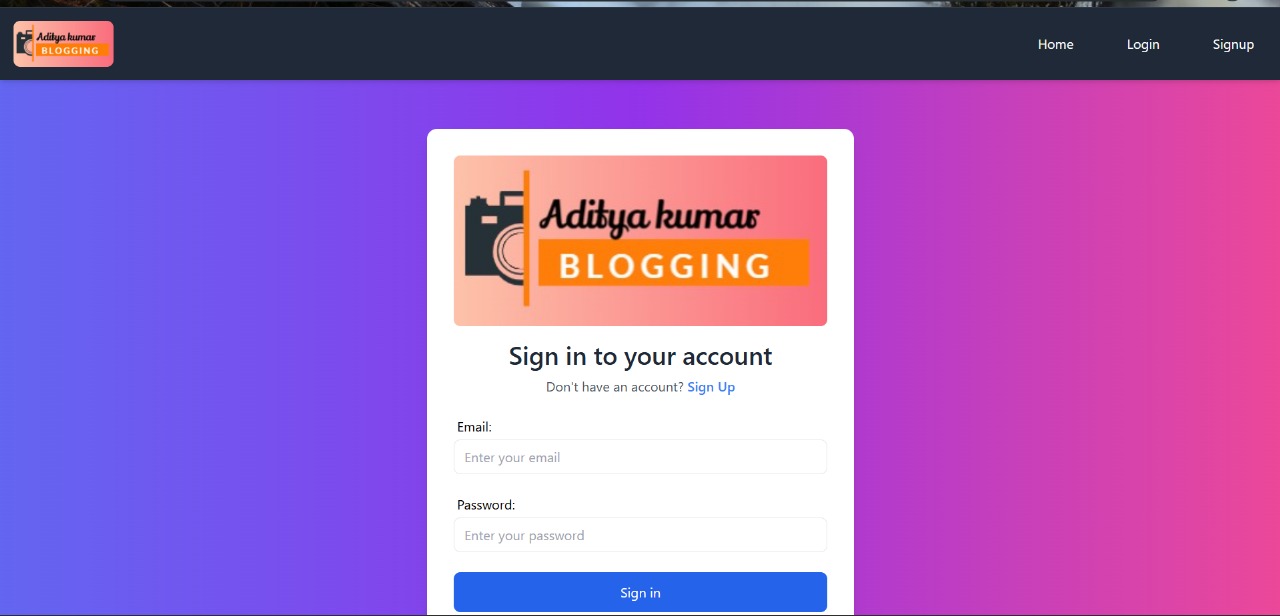 Aditya kumar
BLOGGING
Home
Login
Signup
Aditya kumar
BLOGGING
Sign in to your account
Don't have an account? Sign Up
Email:
Enter your email
Password:
Enter your password
Sign in